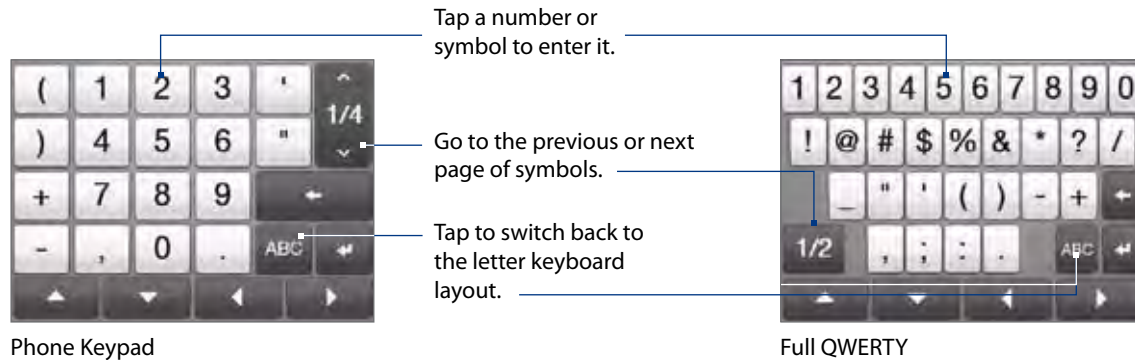 Tap a number or
symbol to enter it.
( 1 2 3 '
1/4
) 4 5 6 "
+ 7 8 9
- , 0 . ABC
Phone Keypad
Go to the previous or next
page of symbols.
Tap to switch back to
the letter keyboard
layout.
1 2 3 4 5 6 7 8 9 0
! @ # $ % & * ? /
_ " ' ( ) - +
1/2 , ; : . ABC
Full QWERTY